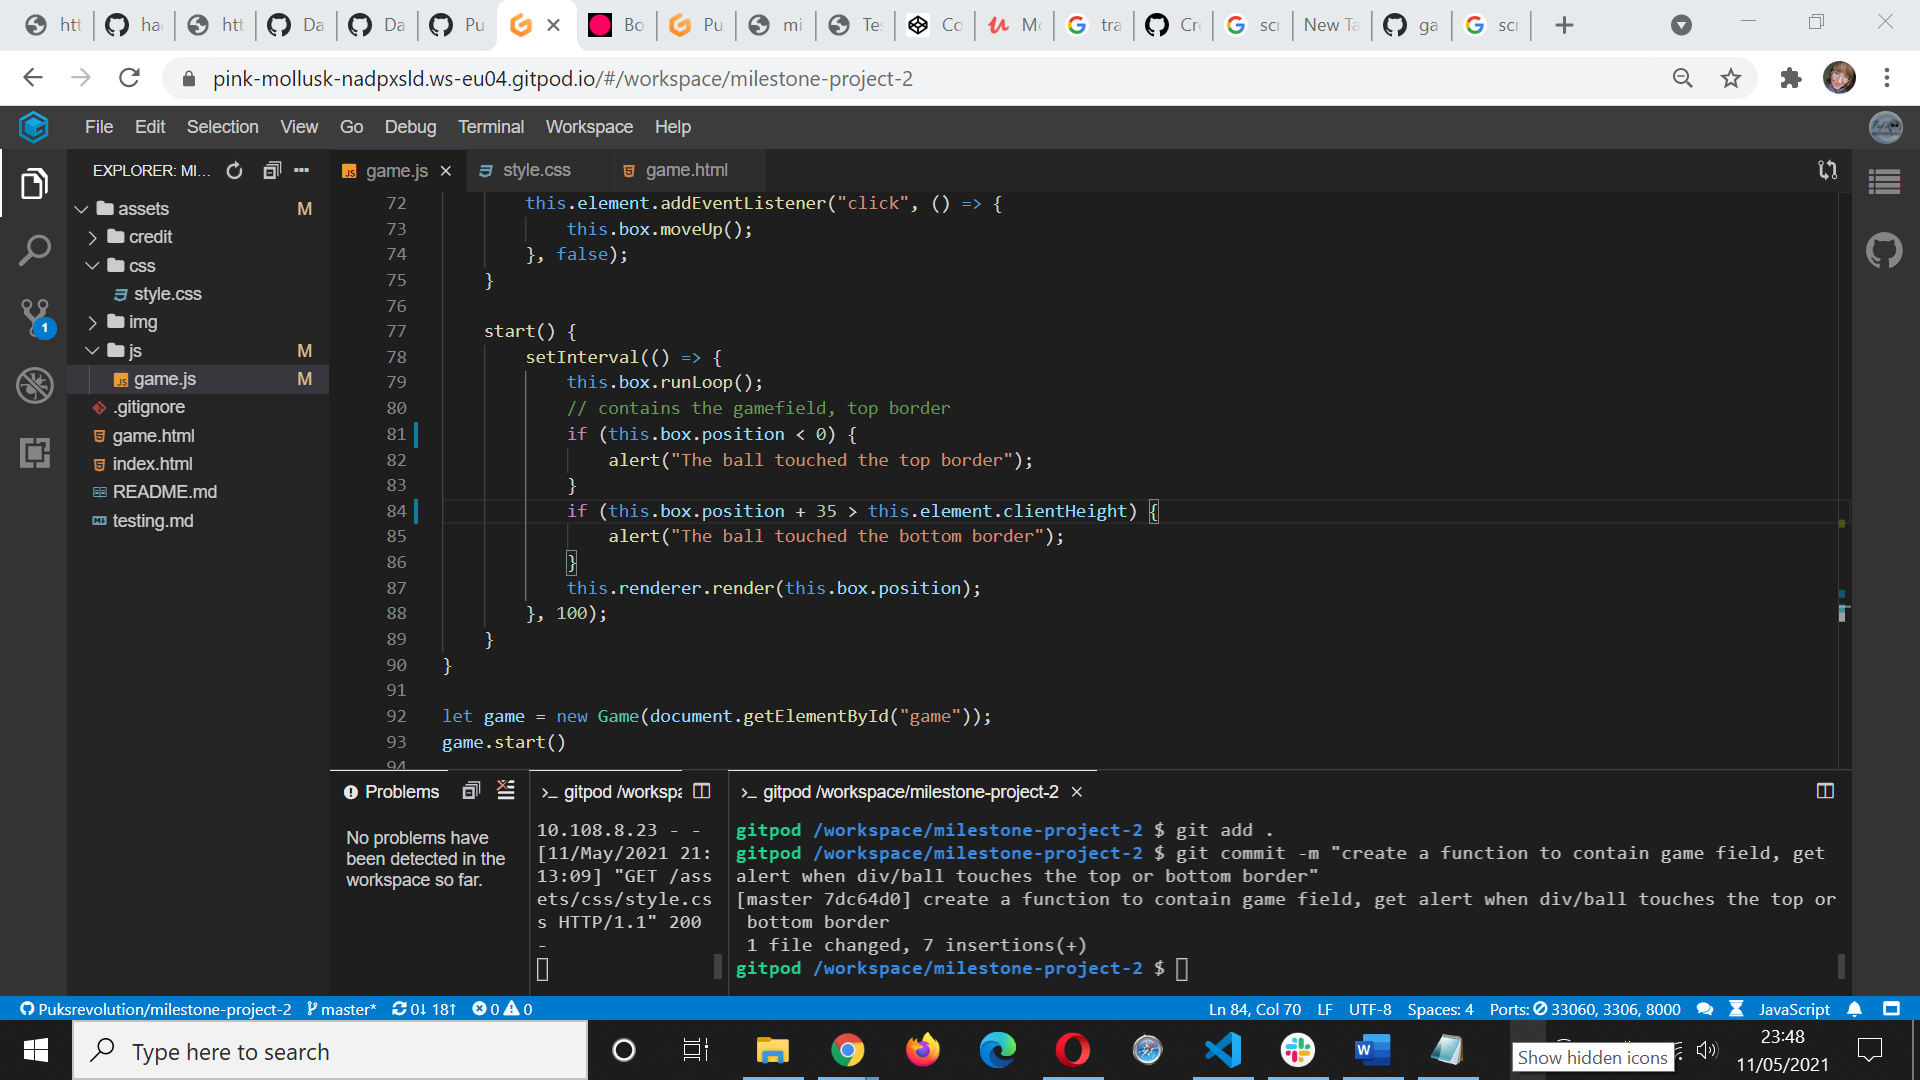 htt
ha
htt
Da
Da
Pu
Bo
Pu
mi
Te
Co
Mo
tra
Cr
scr
New Ta
ga
scr
pink-mollusk-nadpxsld.ws-eu04.gitpod.io/#/workspace/milestone-project-2
File Edit Selection View Go Debug Terminal Workspace Help
EXPLORER: MI...
assets M
credit
css
style.css
img
js M
game.js M
.gitignore
game.html
index.html
README.md
testing.md
1
game.js style.css game.html
72 this.element.addEventListener("click", () => {
73 this.box.moveUp();
74 }, false);
75 }
76
77 start() {
78 setInterval(() => {
79 this.box.runLoop();
80 // contains the gamefield, top border
81 if (this.box.position < 0) {
82 alert("The ball touched the top border");
83 }
84 if (this.box.position + 35 > this.element.clientHeight) {
85 alert("The ball touched the bottom border");
86 }
87 this.renderer.render(this.box.position);
88 }, 100);
89 }
90 }
91
92 let game = new Game(document.getElementById("game"));
93 game.start()
94
Problems
No problems have
been detected in the
workspace so far.
>_ gitpod /workspa
10.108.8.23 - -
[11/May/2021 21:
13:09] "GET /ass
ets/css/style.cs
s HTTP/1.1" 200
-
>_ gitpod /workspace/milestone-project-2
gitpod /workspace/milestone-project-2 $ git add .
gitpod /workspace/milestone-project-2 $ git commit -m "create a function to contain game field, get
alert when div/ball touches the top or bottom border"
[master 7dc64d0] create a function to contain game field, get alert when div/ball touches the top or
bottom border
1 file changed, 7 insertions(+)
gitpod /workspace/milestone-project-2 $
Puksrevolution/milestone-project-2 master* 0↓ 18↑ 0 0 Ln 84, Col 70 LF UTF-8 Spaces: 4 Ports: 33060, 3306, 8000 JavaScript
Type here to search
Show hidden icons
23:48
11/05/2021